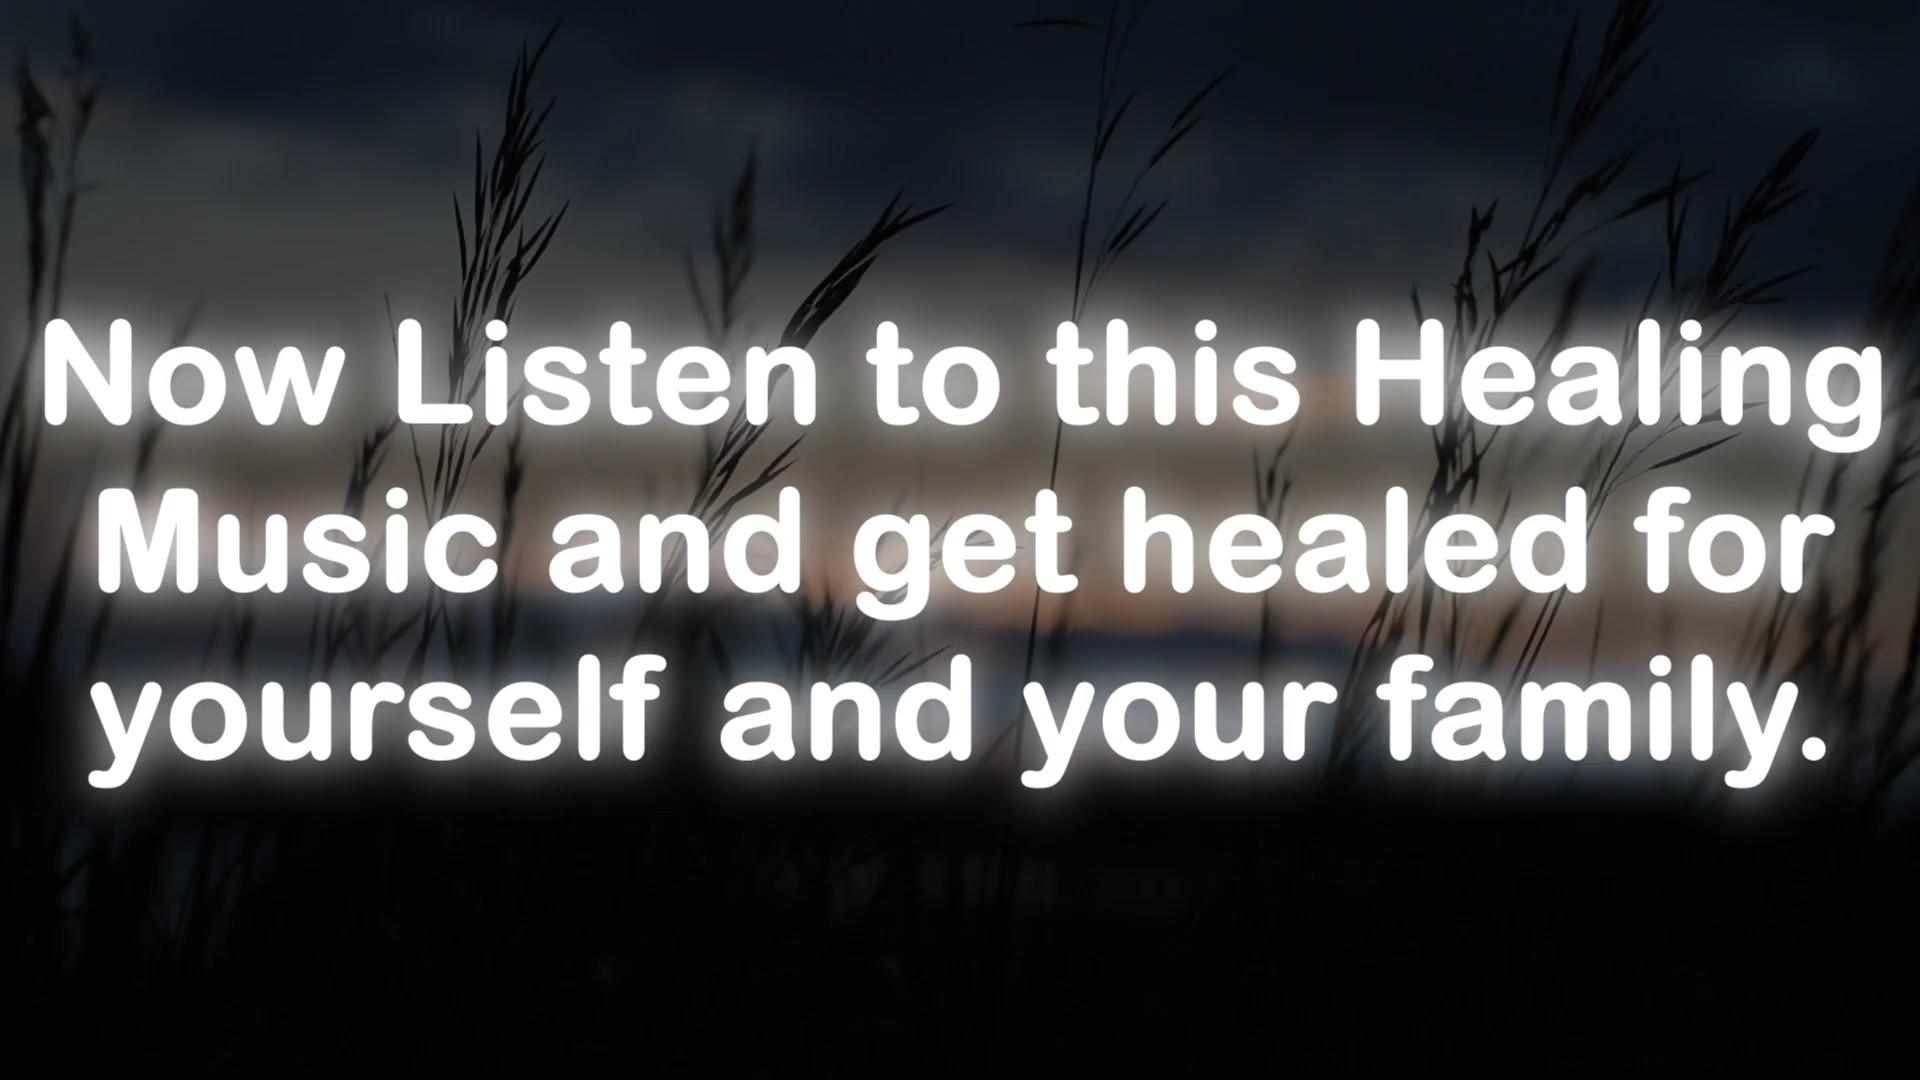 Now Listen to this Healing
Music and get healed for
yourself and your family.